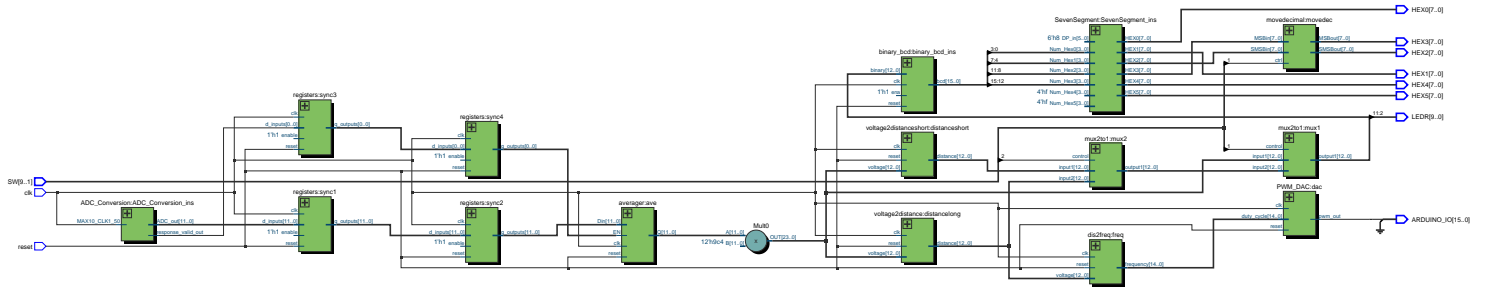 SW[9..1]
clk
reset
ADC_Conversion:ADC_Conversion_ins
MAX10_CLK1_50
ADC_out[11..0]
response_valid_out
registers:sync3
clk
d_inputs[0..0]
1'h1 enable
reset
q_outputs[0..0]
registers:sync1
clk
d_inputs[11..0]
1'h1 enable
reset
q_outputs[11..0]
registers:sync4
clk
d_inputs[0..0]
1'h1 enable
reset
q_outputs[0..0]
registers:sync2
clk
d_inputs[11..0]
1'h1 enable
reset
q_outputs[11..0]
averager:ave
Din[11..0]
EN
clk
reset
Q[11..0]
Mult0
A[11..0]
12'h9c4 B[11..0]
x
OUT[23..0]
binary_bcd:binary_bcd_ins
binary[12..0]
clk
1'h1 ena
reset
bcd[15..0]
voltage2distanceshort:distanceshort
clk
reset
voltage[12..0]
distance[12..0]
voltage2distance:distancelong
clk
reset
voltage[12..0]
distance[12..0]
3:0
7:4
11:8
15:12
SevenSegment:SevenSegment_ins
6'h8 DP_in[5..0]
Num_Hex0[3..0]
Num_Hex1[3..0]
Num_Hex2[3..0]
Num_Hex3[3..0]
4'hf Num_Hex4[3..0]
4'hf Num_Hex5[3..0]
HEX0[7..0]
HEX1[7..0]
HEX2[7..0]
HEX3[7..0]
HEX4[7..0]
HEX5[7..0]
mux2to1:mux2
2
control
input1[12..0]
input2[12..0]
output1[12..0]
dis2freq:freq
clk
reset
voltage[12..0]
frequency[14..0]
movedecimal:movedec
MSBin[7..0]
SMSBin[7..0]
1
ctrl
MSBout[7..0]
SMSBout[7..0]
mux2to1:mux1
1
control
input1[12..0]
input2[12..0]
output1[12..0]
11:2
PWM_DAC:dac
clk
duty_cycle[14..0]
reset
pwm_out
HEX0[7..0]
HEX3[7..0]
HEX2[7..0]
HEX1[7..0]
HEX4[7..0]
HEX5[7..0]
LEDR[9..0]
ARDUINO_IO[15..0]